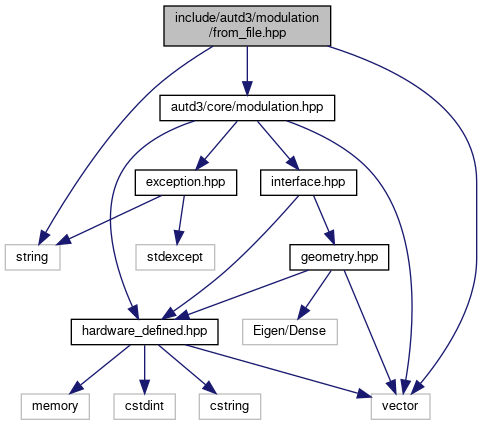 include/autd3/modulation
/from_file.hpp
autd3/core/modulation.hpp
exception.hpp
interface.hpp
string
stdexcept
geometry.hpp
hardware_defined.hpp
Eigen/Dense
memory
cstdint
cstring
vector